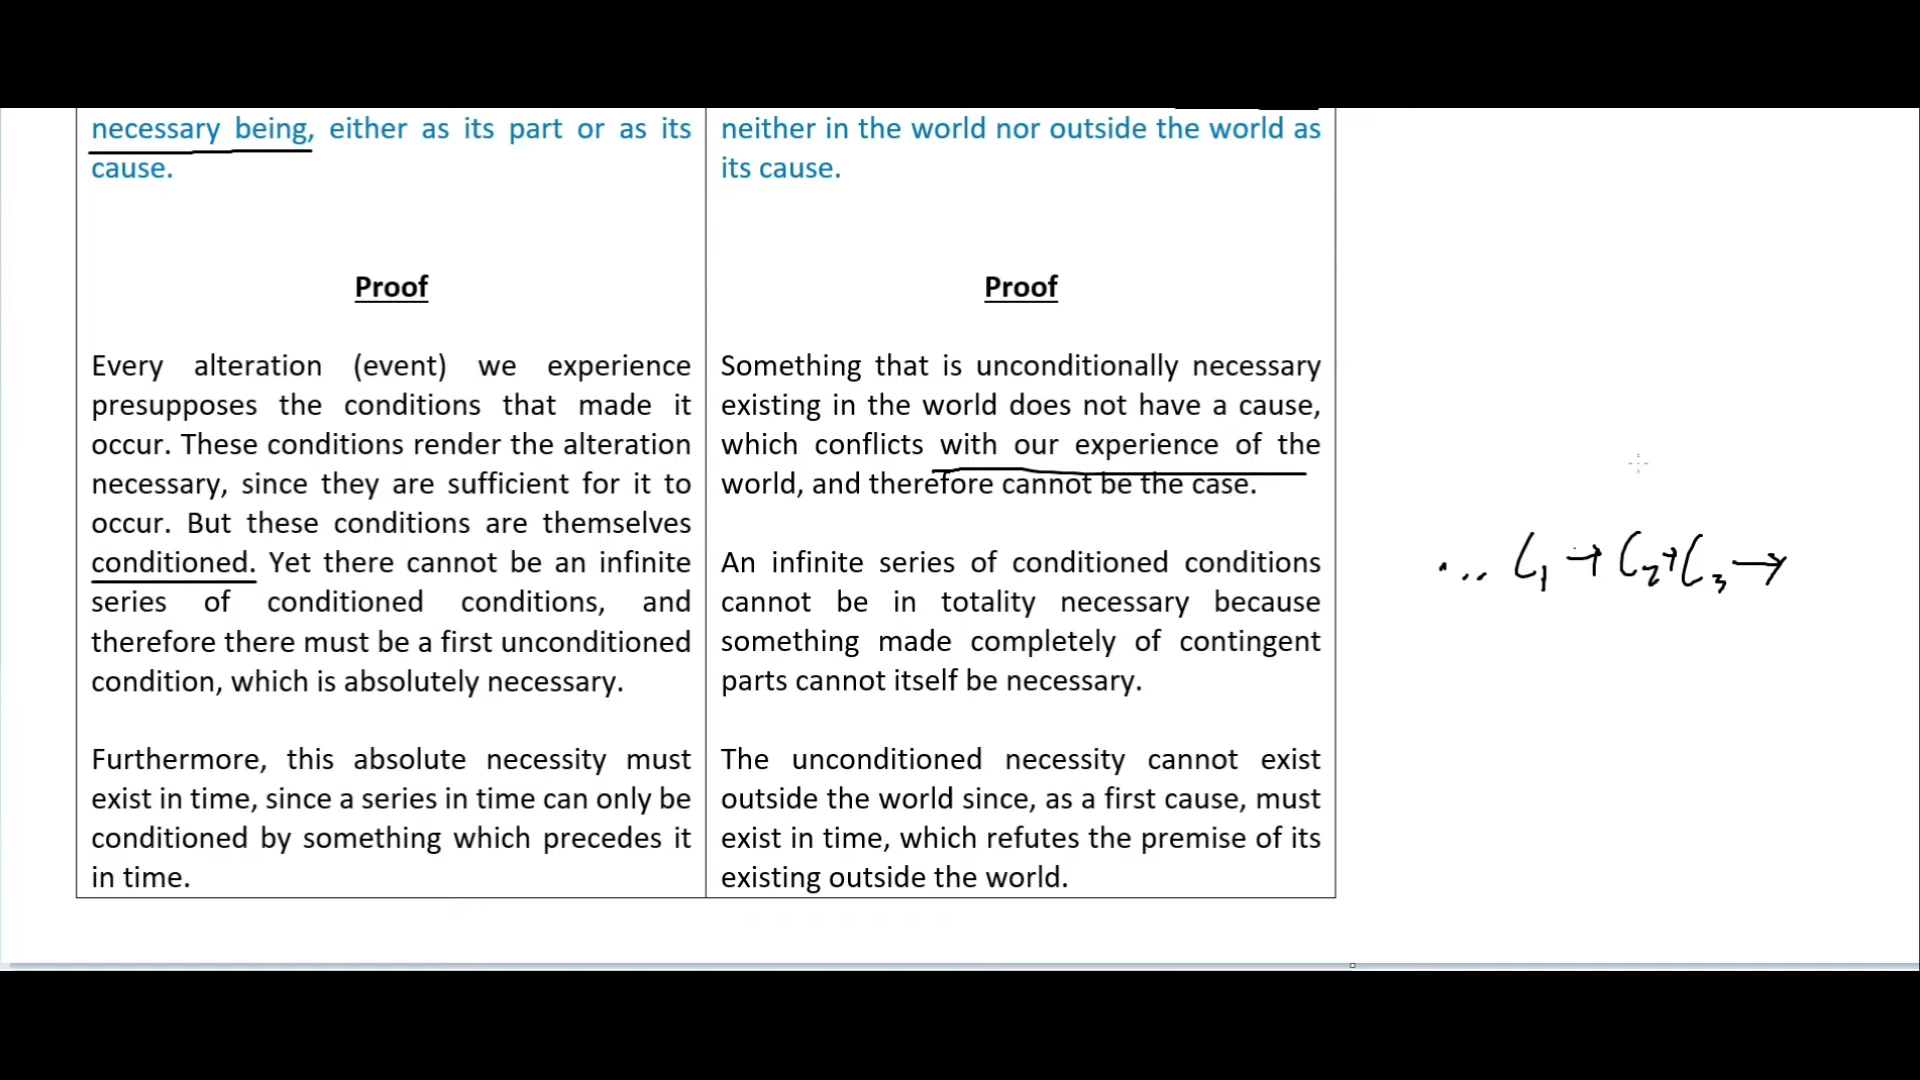 necessary being, either as its part or as its
cause.
Proof
Every alteration (event) we experience
presupposes the conditions that made it
occur. These conditions render the alteration
necessary, since they are sufficient for it to
occur. But these conditions are themselves
conditioned. Yet there cannot be an infinite
series of conditioned conditions, and
therefore there must be a first unconditioned
condition, which is absolutely necessary.
Furthermore, this absolute necessity must
exist in time, since a series in time can only be
conditioned by something which precedes it
in time.
neither in the world nor outside the world as
its cause.
Proof
Something that is unconditionally necessary
existing in the world does not have a cause,
which conflicts with our experience of the
world, and therefore cannot be the case.
An infinite series of conditioned conditions
cannot be in totality necessary because
something made completely of contingent
parts cannot itself be necessary.
The unconditioned necessity cannot exist
outside the world since, as a first cause, must
exist in time, which refutes the premise of its
existing outside the world.
... C₁ → C₂ → C₃ →